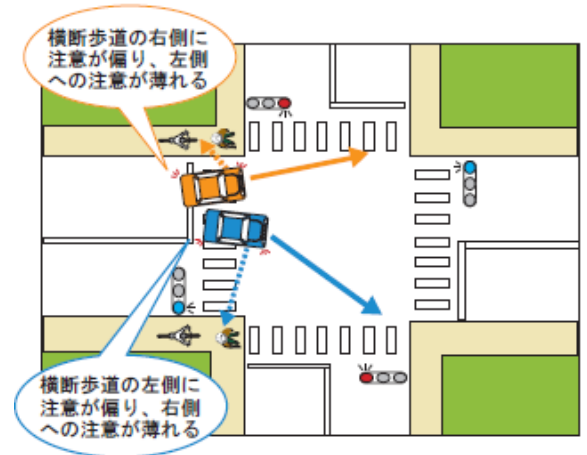 横断歩道の右側に
注意が偏り、左側
への注意が薄れる
横断歩道の左側に
注意が偏り、右側
への注意が薄れる